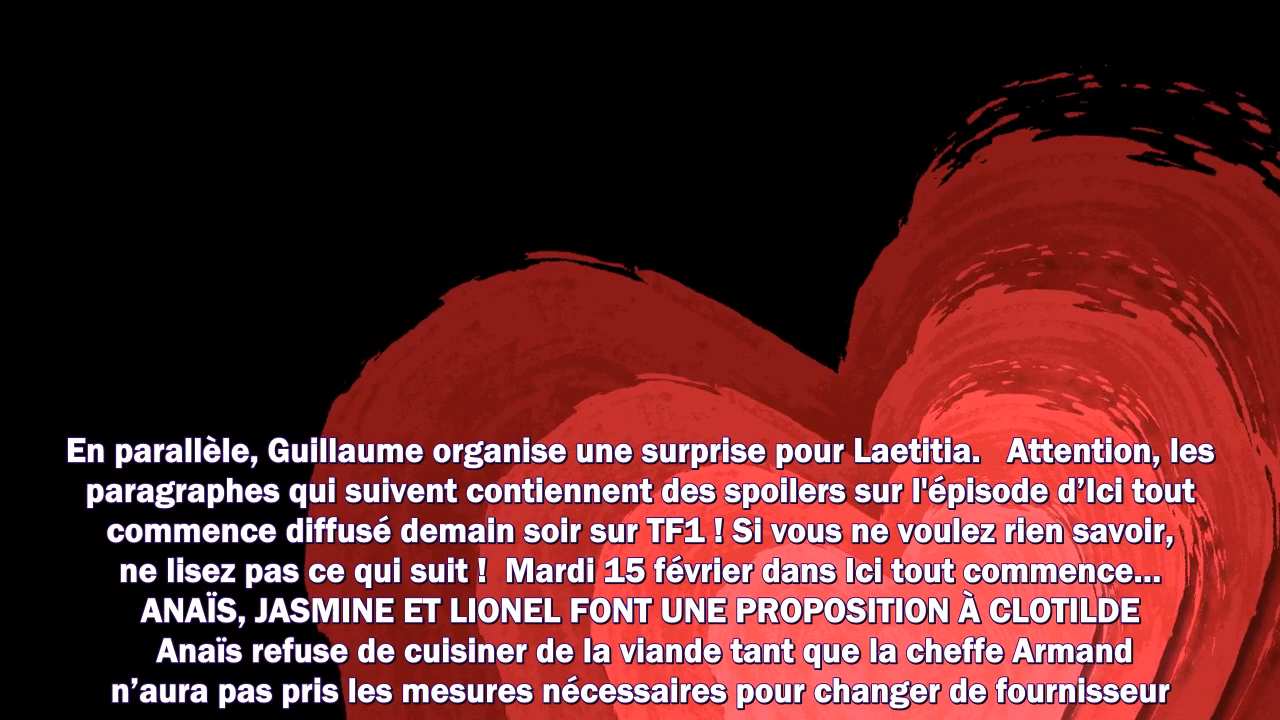 En parallèle, Guillaume organise une surprise pour Laetitia.   Attention, les
paragraphes qui suivent contiennent des spoilers sur l'épisode d’Ici tout
commence diffusé demain soir sur TF1 ! Si vous ne voulez rien savoir,
ne lisez pas ce qui suit !  Mardi 15 février dans Ici tout commence...
ANAÏS, JASMINE ET LIONEL FONT UNE PROPOSITION À CLOTILDE
Anaïs refuse de cuisiner de la viande tant que la cheffe Armand
n’aura pas pris les mesures nécessaires pour changer de fournisseur